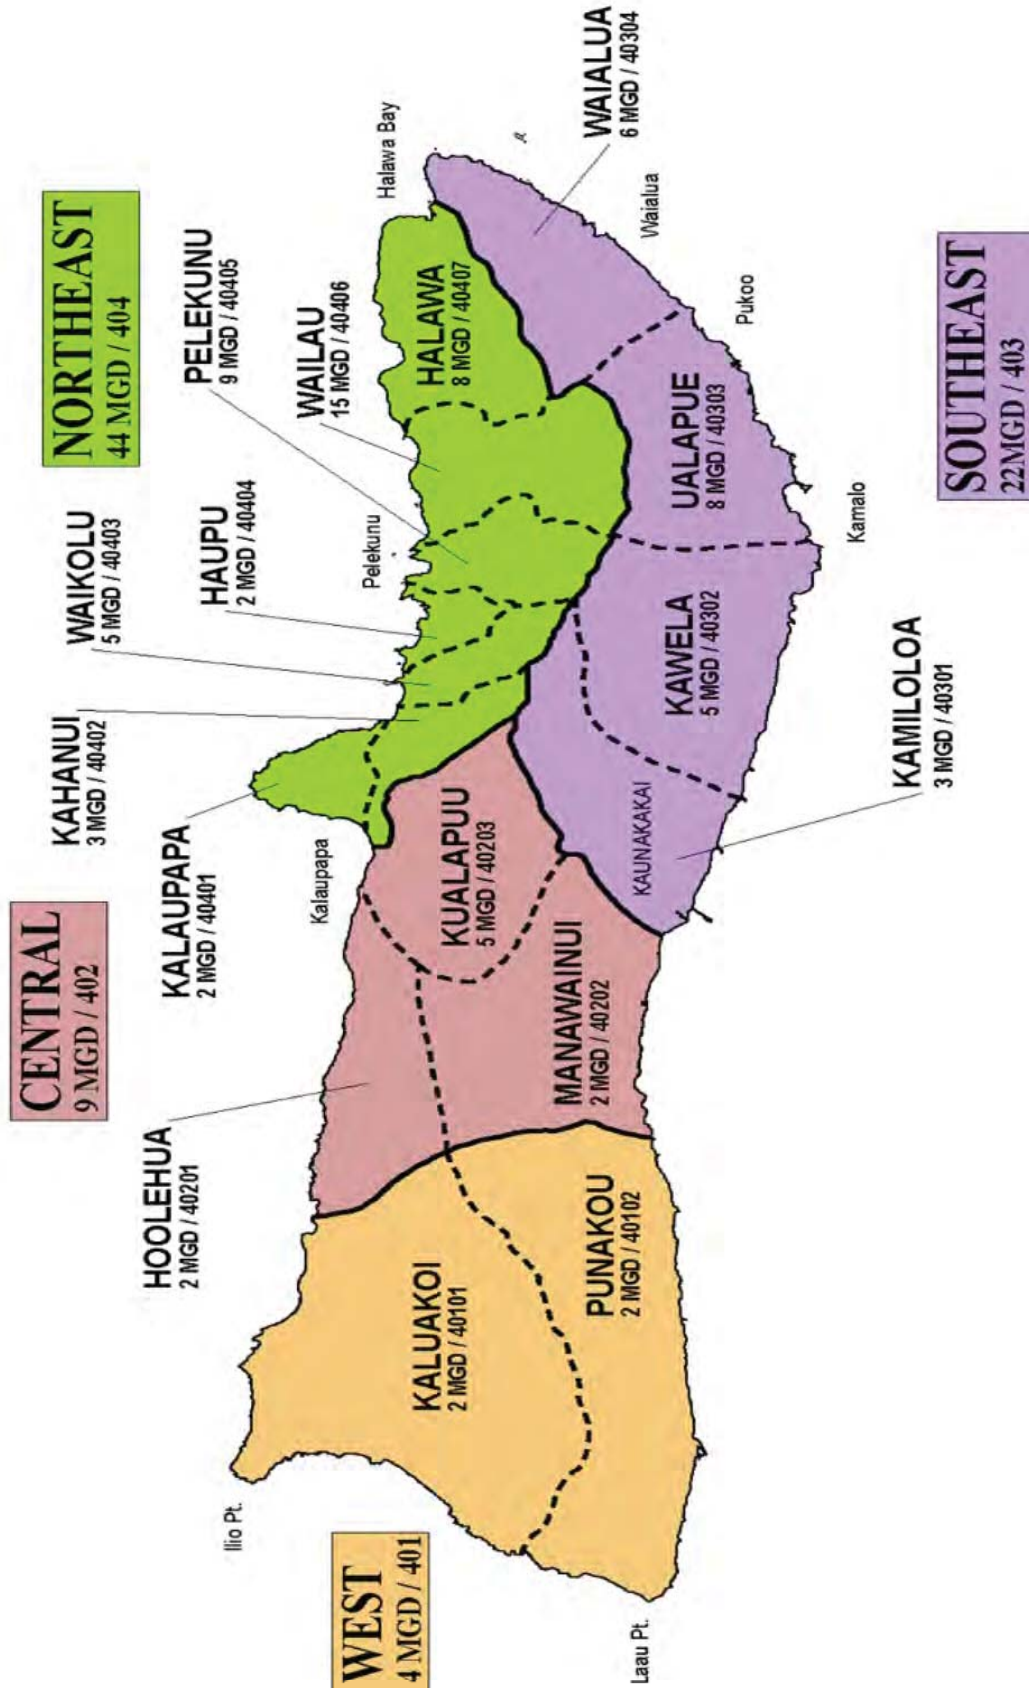 WEST
4 MGD / 401
CENTRAL
9 MGD / 402
NORTHEAST
44 MGD / 404
SOUTHEAST
22MGD / 403
Ilio Pt.
Laau Pt.
KALUAKOI
2 MGD / 40101
PUNAKOU
2 MGD / 40102
HOOLEHUA
2 MGD / 40201
MANAWAINUI
2 MGD / 40202
KUALAPUU
5 MGD / 40203
Kalaupapa
KALAUPAPA
2 MGD / 40401
KAHANUI
3 MGD / 40402
WAIKOLU
5 MGD / 40403
HAUPU
2 MGD / 40404
Pelekunu
PELEKUNU
9 MGD / 40405
WAILAU
15 MGD / 40406
HALAWA
8 MGD / 40407
Halawa Bay
KAUNAKAKAI
KAMILOLOA
3 MGD / 40301
KAWELA
5 MGD / 40302
Kamalo
UALAPUE
8 MGD / 40303
Pukoo
Waialua
WAIALUA
6 MGD / 40304